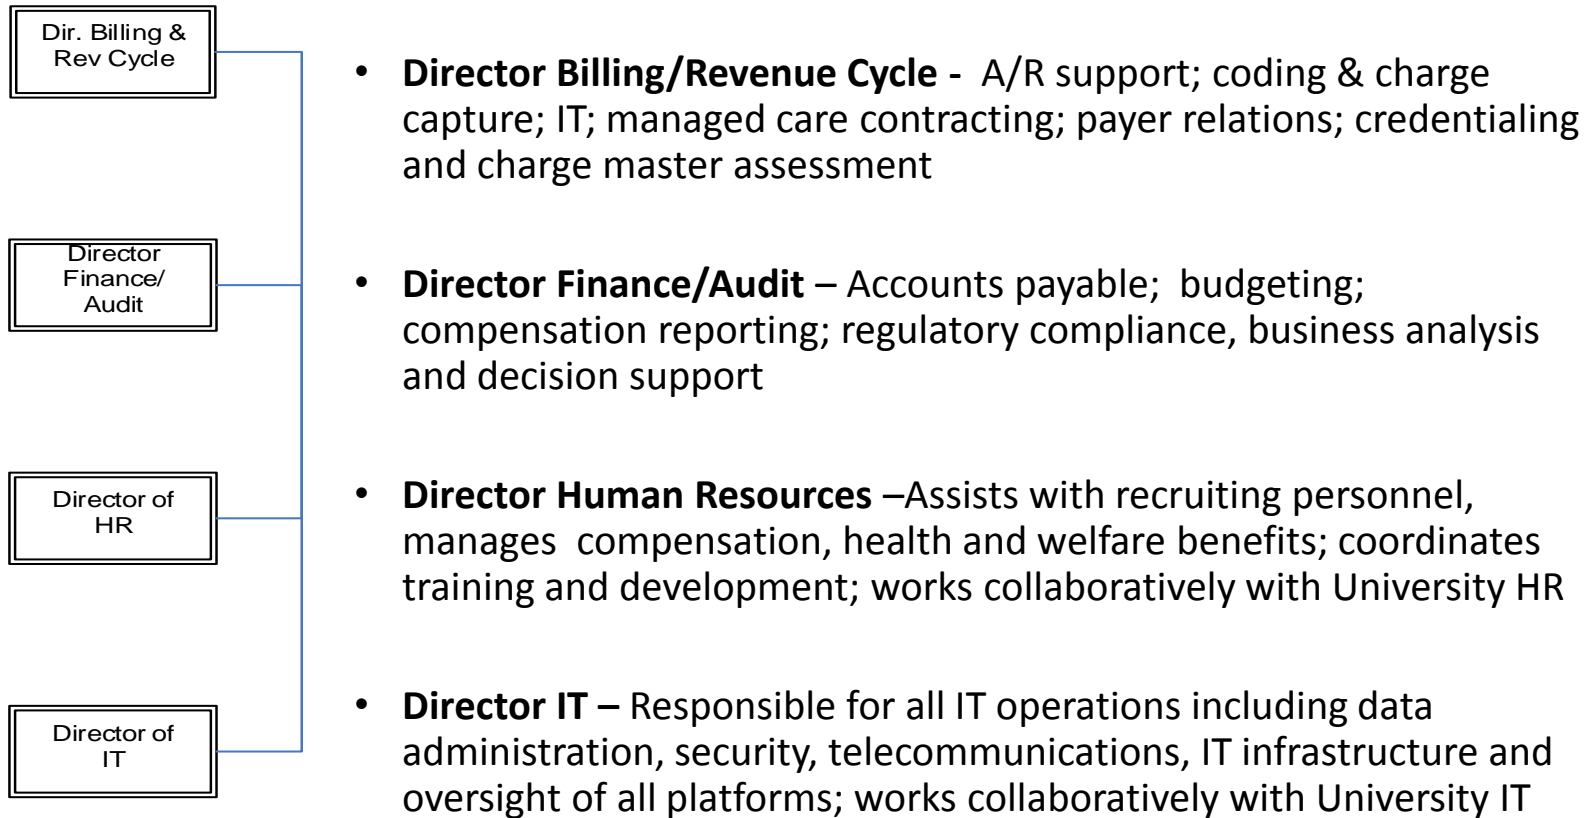 Dir. Billing &
Rev Cycle
• Director Billing/Revenue Cycle - A/R support; coding & charge
capture; IT; managed care contracting; payer relations; credentialing
and charge master assessment
Director
Finance/
Audit
• Director Finance/Audit – Accounts payable; budgeting;
compensation reporting; regulatory compliance, business analysis
and decision support
Director of
HR
• Director Human Resources –Assists with recruiting personnel,
manages compensation, health and welfare benefits; coordinates
training and development; works collaboratively with University HR
Director of
IT
• Director IT – Responsible for all IT operations including data
administration, security, telecommunications, IT infrastructure and
oversight of all platforms; works collaboratively with University IT